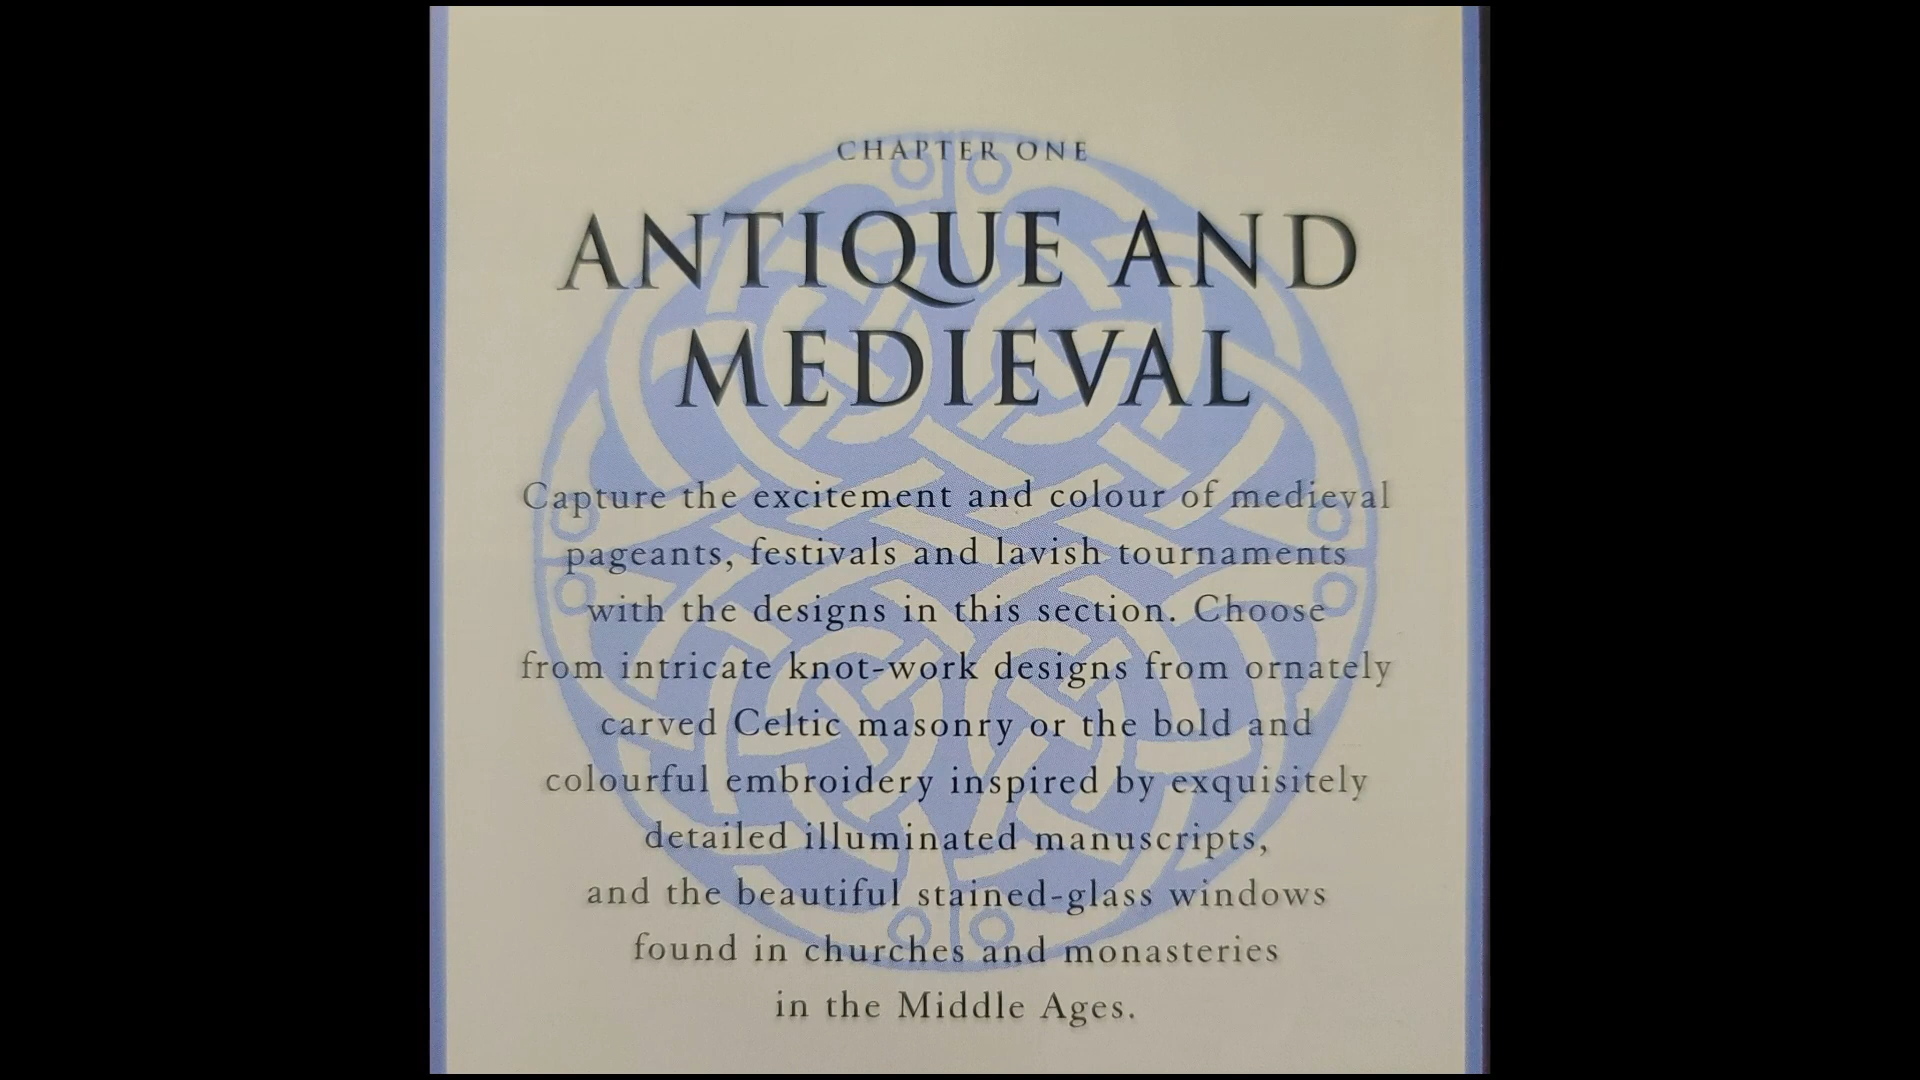 CHAPTER ONE
ANTIQUE AND
MEDIEVAL
Capture the excitement and colour of medieval
pageants, festivals and lavish tournaments
with the designs in this section. Choose
from intricate knot-work designs from ornately
carved Celtic masonry or the bold and
colourful embroidery inspired by exquisitely
detailed illuminated manuscripts,
and the beautiful stained-glass windows
found in churches and monasteries
in the Middle Ages.